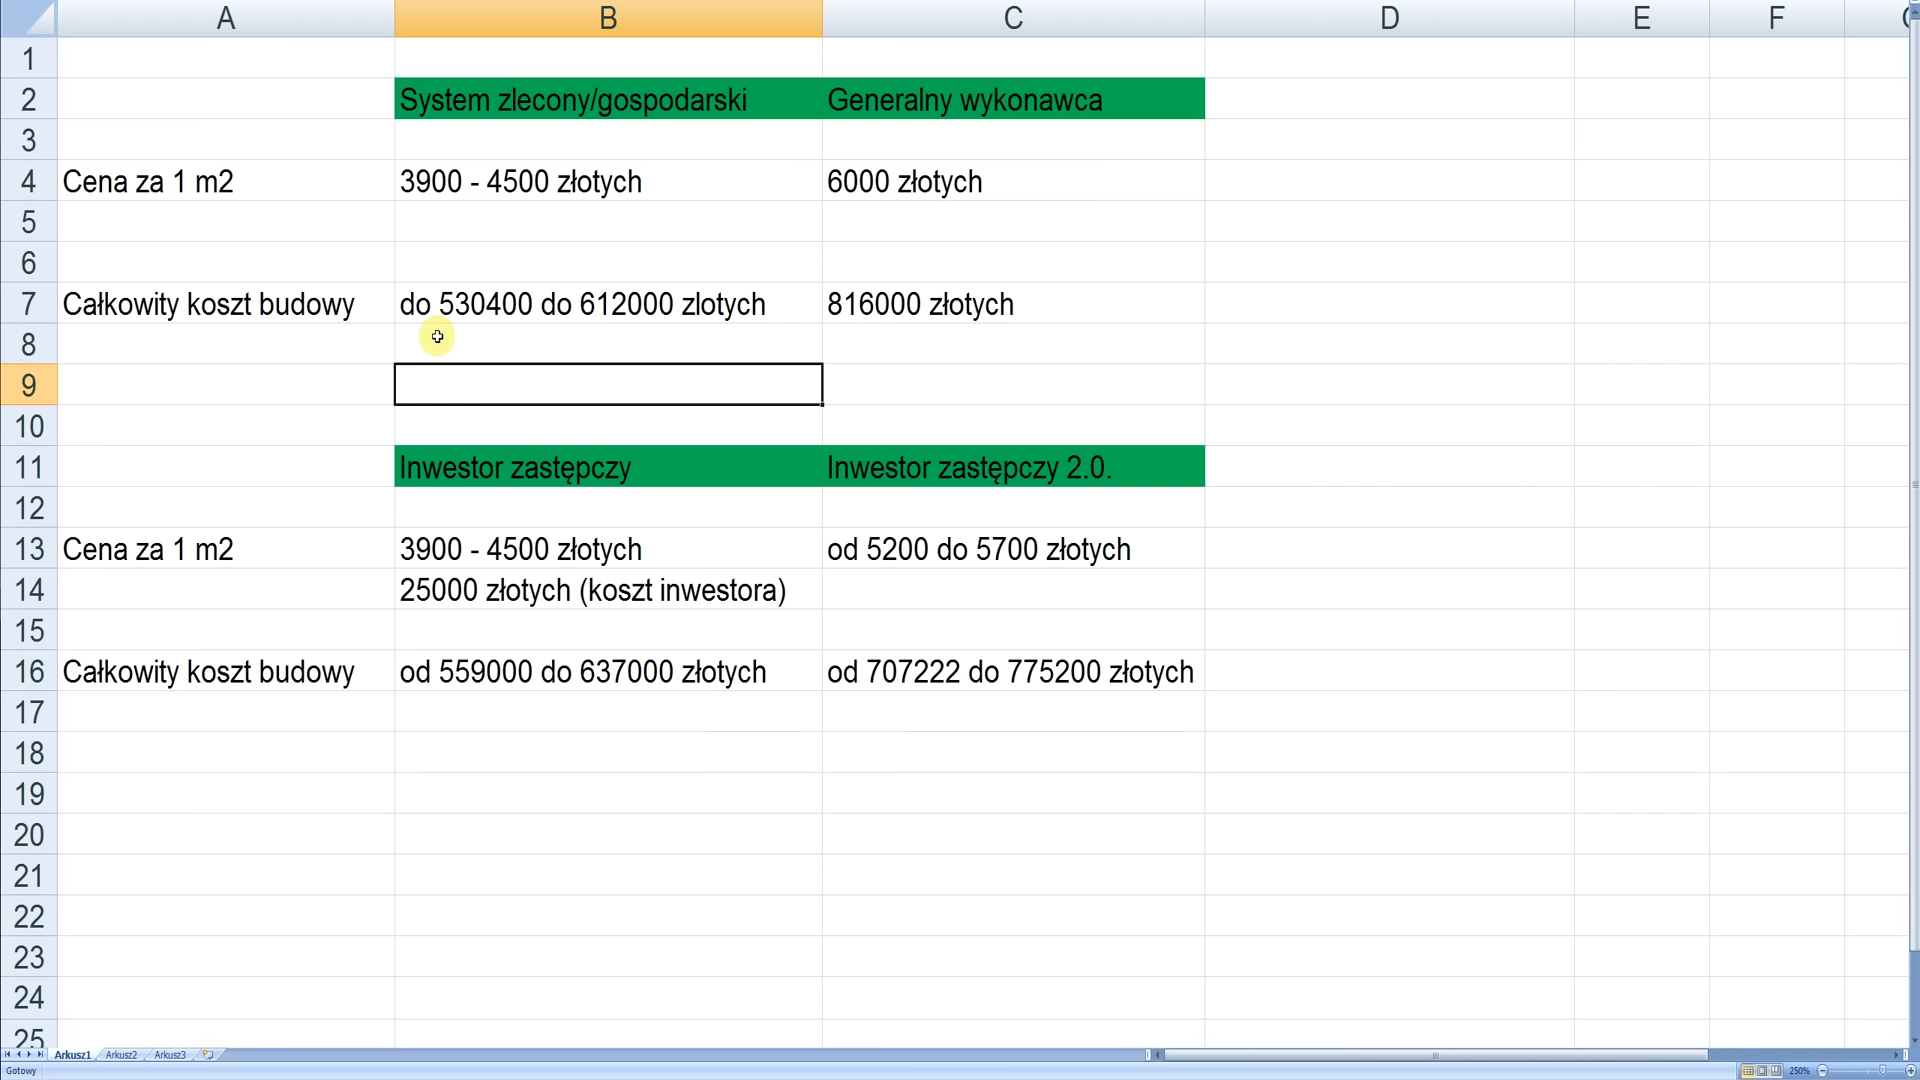 A B C D E F
1
2 System zlecony/gospodarski Generalny wykonawca
3
4 Cena za 1 m2 3900 - 4500 złotych 6000 złotych
5
6
7 Całkowity koszt budowy do 530400 do 612000 zlotych 816000 złotych
8
9
10
11 Inwestor zastępczy Inwestor zastępczy 2.0.
12
13 Cena za 1 m2 3900 - 4500 złotych od 5200 do 5700 złotych
14 25000 złotych (koszt inwestora)
15
16 Całkowity koszt budowy od 559000 do 637000 złotych od 707222 do 775200 złotych
17
18
19
20
21
22
23
24
25
Arkusz1 Arkusz2 Arkusz3
Gotowy 250%